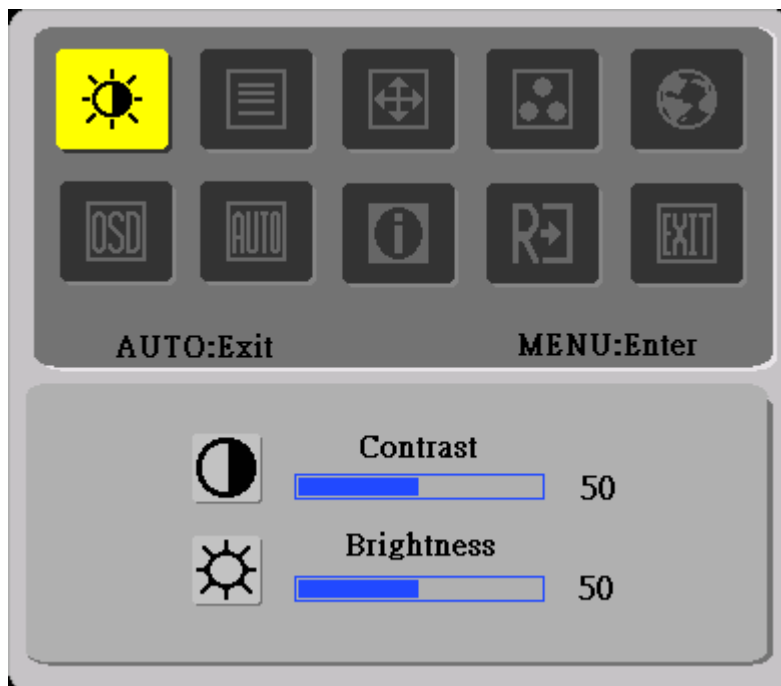 OSD AUTO i R EXIT
AUTO:Exit MENU:Enter
Contrast
50
Brightness
50